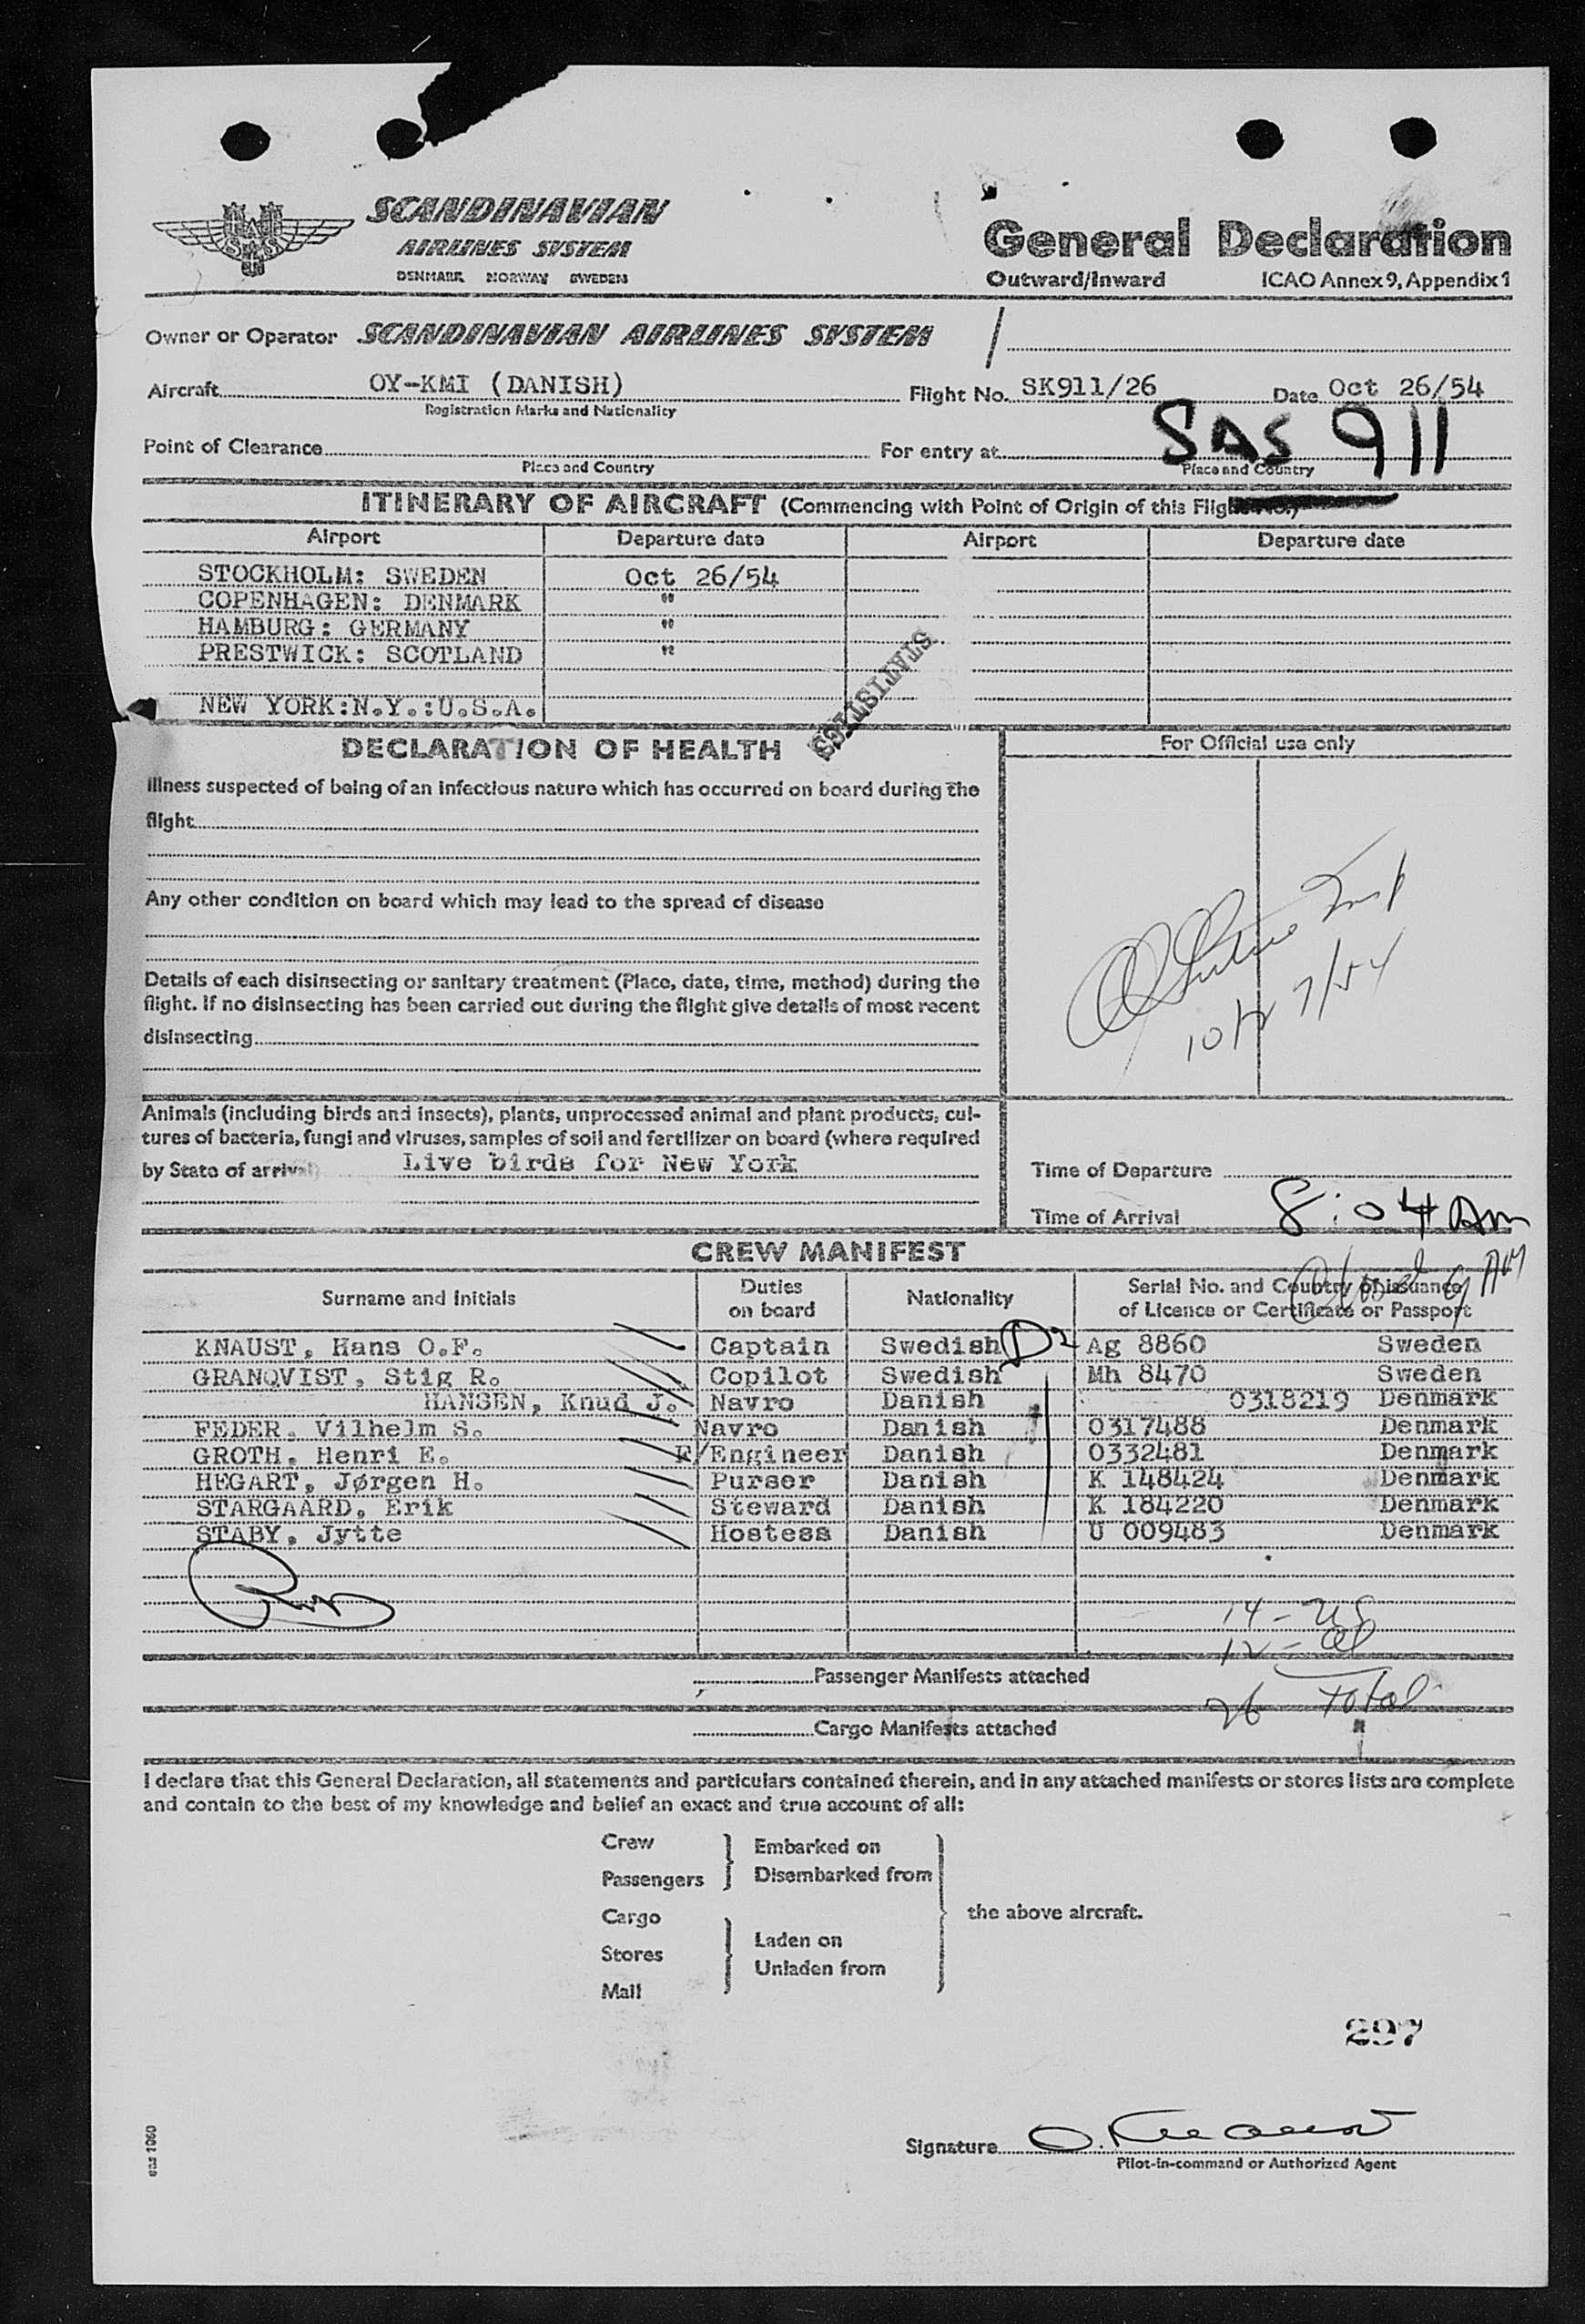 SCANDINAVIAN
AIRLINES SYSTEM
DENMARK NORWAY SWEDEN
General Declaration
Outward/Inward ICAO Annex 9, Appendix 1
Owner or Operator SCANDINAVIAN AIRLINES SYSTEM /
Aircraft OY-KMI (DANISH) Flight No. SK911/26 Date Oct 26/54
Registration Marks and Nationality
SAS 911
Point of Clearance For entry at
Place and Country Place and Country
ITINERARY OF AIRCRAFT (Commencing with Point of Origin of this Flight No.)
Airport Departure date Airport Departure date
STOCKHOLM: SWEDEN Oct 26/54
COPENHAGEN: DENMARK "
HAMBURG: GERMANY "
PRESTWICK: SCOTLAND "
NEW YORK:N.Y.:U.S.A.
STATISTICS
DECLARATION OF HEALTH For Official use only
Illness suspected of being of an infectious nature which has occurred on board during the
flight
Any other condition on board which may lead to the spread of disease
Details of each disinsecting or sanitary treatment (Place, date, time, method) during the
flight. If no disinsecting has been carried out during the flight give details of most recent
disinsecting
Animals (including birds and insects), plants, unprocessed animal and plant products, cul-
tures of bacteria, fungi and viruses, samples of soil and fertilizer on board (where required
by State of arrival) Live birds for New York
Time of Departure
Time of Arrival 8:04 Am
CREW MANIFEST
Surname and Initials Duties on board Nationality Serial No. and Country of issuance of Licence or Certificate or Passport
KNAUST, Hans O.F. Captain Swedish Ag 8860 Sweden
GRANQVIST, Stig R. Copilot Swedish Mh 8470 Sweden
HANSEN, Knud J. Navro Danish 0318219 Denmark
FEDER, Vilhelm S. Navro Danish 0317488 Denmark
GROTH, Henri E. F/Engineer Danish 0332481 Denmark
HEGART, Jørgen H. Purser Danish K 148424 Denmark
STARGAARD, Erik Steward Danish K 184220 Denmark
STABY, Jytte Hostess Danish U 009483 Denmark
14 - US
12 - al
26 Total
Passenger Manifests attached
Cargo Manifests attached
I declare that this General Declaration, all statements and particulars contained therein, and in any attached manifests or stores lists are complete
and contain to the best of my knowledge and belief an exact and true account of all:
Crew Embarked on
Passengers Disembarked from
the above aircraft.
Cargo
Stores Laden on
Mail Unladen from
297
Signature O. Knaust
Pilot-in-command or Authorized Agent